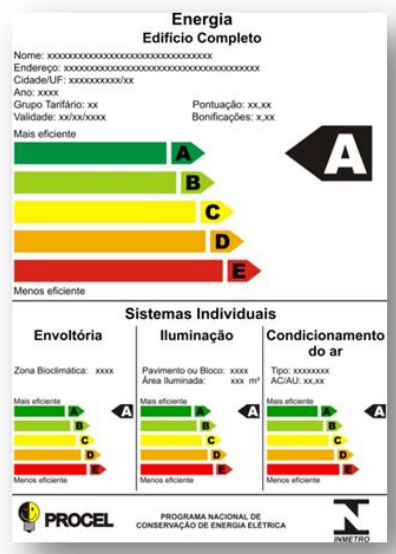 Energia
Edifício Completo
Nome: xxxxxxxxxxxxxxxxxxxxxxxxxxxxxxxxx
Endereço: xxxxxxxxxxxxxxxxxxxxxxxxxxxxxxxxxxxxxxx
Cidade/UF: xxxxxxxxxx/xx
Ano: xxxx
Grupo Tarifário: xx Pontuação: xx,xx
Validade: xx/xx/xxxx Bonificações: x,xx
Mais eficiente
A
A
B
C
D
E
Menos eficiente
Sistemas Individuais
Envoltória
Zona Bioclimática: xxxx
Mais eficiente
A A
B
C
D
E
Menos eficiente
Iluminação
Pavimento ou Bloco: xxxx
Área Iluminada: xxx m²
Mais eficiente
A A
B
C
D
E
Menos eficiente
Condicionamento
do ar
Tipo: xxxxxxxx
AC/AU: xx,xx
Mais eficiente
A A
B
C
D
E
Menos eficiente
PROCEL
PROGRAMA NACIONAL DE
CONSERVAÇÃO DE ENERGIA ELÉTRICA
INMETRO